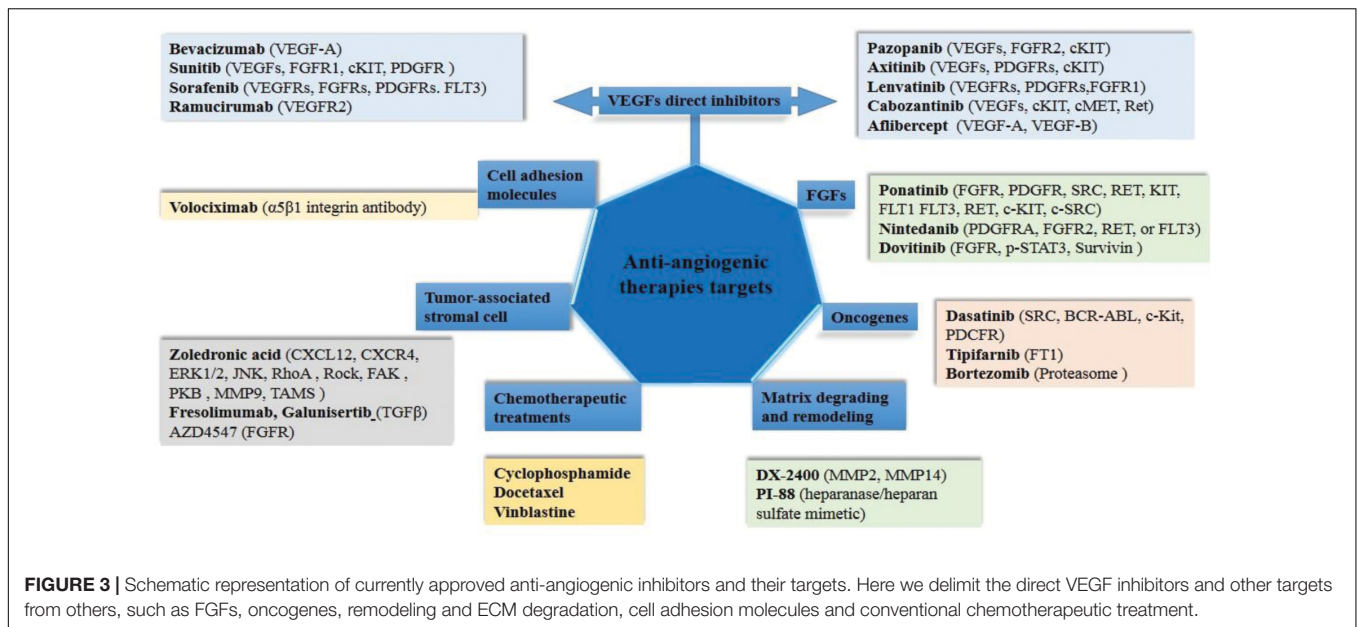 Bevacizumab (VEGF-A)
Sunitib (VEGFs, FGFR1, cKIT, PDGFR )
Sorafenib (VEGFRs, FGFRs, PDGFRs. FLT3)
Ramucirumab (VEGFR2)
VEGFs direct inhibitors
Pazopanib (VEGFs, FGFR2, cKIT)
Axitinib (VEGFs, PDGFRs, cKIT)
Lenvatinib (VEGFRs, PDGFRs,FGFR1)
Cabozantinib (VEGFs, cKIT, cMET, Ret)
Aflibercept (VEGF-A, VEGF-B)
Cell adhesion
molecules
Volociximab (α5β1 integrin antibody)
FGFs
Ponatinib (FGFR, PDGFR, SRC, RET, KIT,
FLT1 FLT3, RET, c-KIT, c-SRC)
Nintedanib (PDGFRA, FGFR2, RET, or FLT3)
Dovitinib (FGFR, p-STAT3, Survivin )
Anti-angiogenic
therapies targets
Tumor-associated
stromal cell
Zoledronic acid (CXCL12, CXCR4,
ERK1/2, JNK, RhoA , Rock, FAK ,
PKB , MMP9, TAMS )
Fresolimumab, Galunisertib (TGFβ)
AZD4547 (FGFR)
Oncogenes
Dasatinib (SRC, BCR-ABL, c-Kit,
PDCFR)
Tipifarnib (FT1)
Bortezomib (Proteasome )
Chemotherapeutic
treatments
Cyclophosphamide
Docetaxel
Vinblastine
Matrix degrading
and remodeling
DX-2400 (MMP2, MMP14)
PI-88 (heparanase/heparan
sulfate mimetic)
FIGURE 3 | Schematic representation of currently approved anti-angiogenic inhibitors and their targets. Here we delimit the direct VEGF inhibitors and other targets
from others, such as FGFs, oncogenes, remodeling and ECM degradation, cell adhesion molecules and conventional chemotherapeutic treatment.